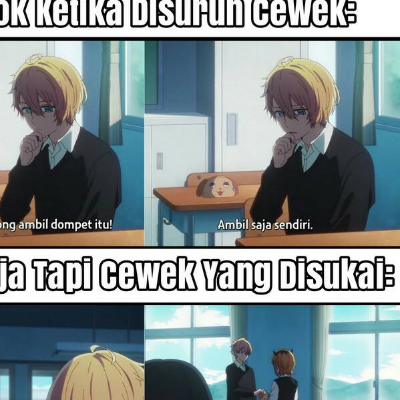 ok Ketika Disuruh Cewek:
ong ambil dompet itu!
Ambil saja sendiri.
ja Tapi Cewek Yang Disukai: